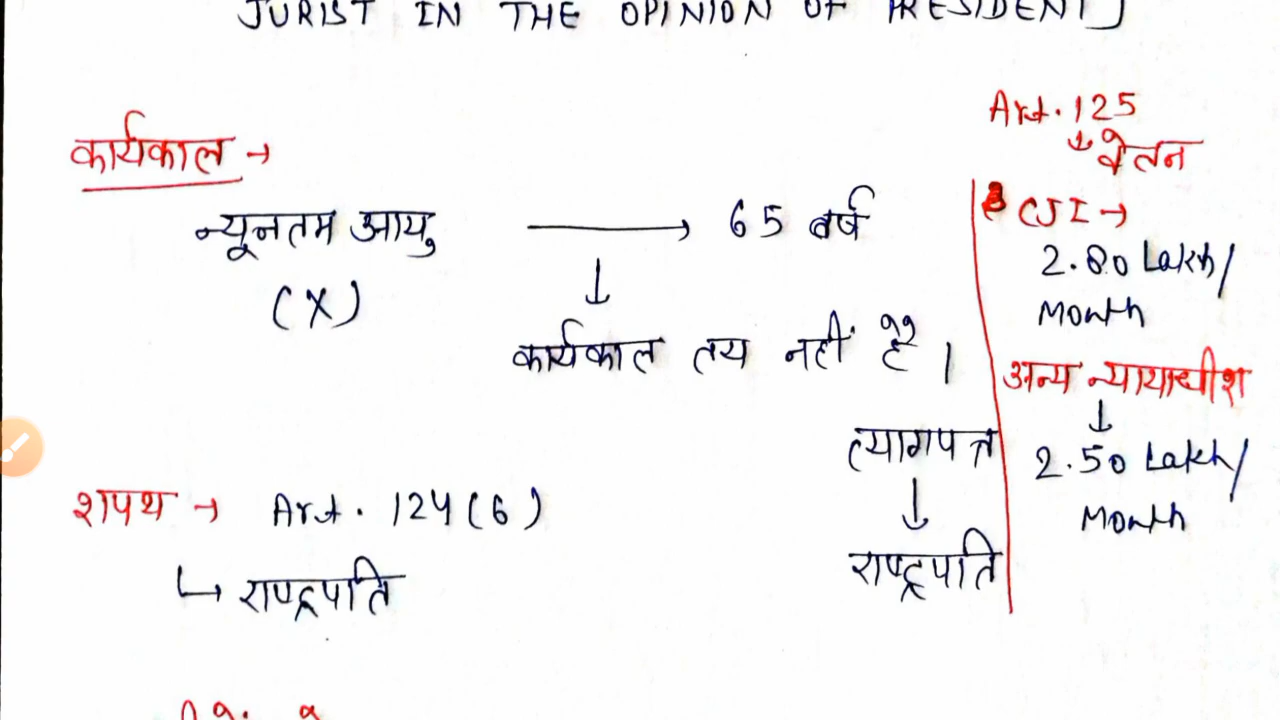 JURIST IN THE OPINION OF PRESIDENT]
कार्यकाल →
न्यूनतम आयु → 65 वर्ष
(X) ↓
कार्यकाल तय नहीं है ।
त्यागपत्र
↓
राष्ट्रपति
शपथ → Art. 124(6)
↳ राष्ट्रपति
Art. 125
↓ वेतन
CJI →
2.80 Lakh/
Month
अन्य न्यायाधीश
↓
2.50 Lakh/
Month